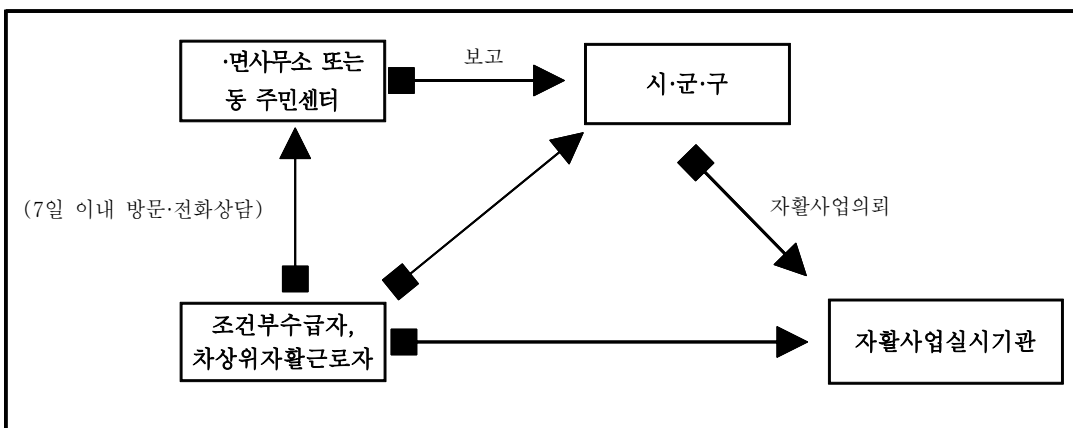 ·면사무소 또는
동 주민센터
보고
시·군·구
(7일 이내 방문·전화상담)
자활사업의뢰
조건부수급자,
차상위자활근로자
자활사업실시기관